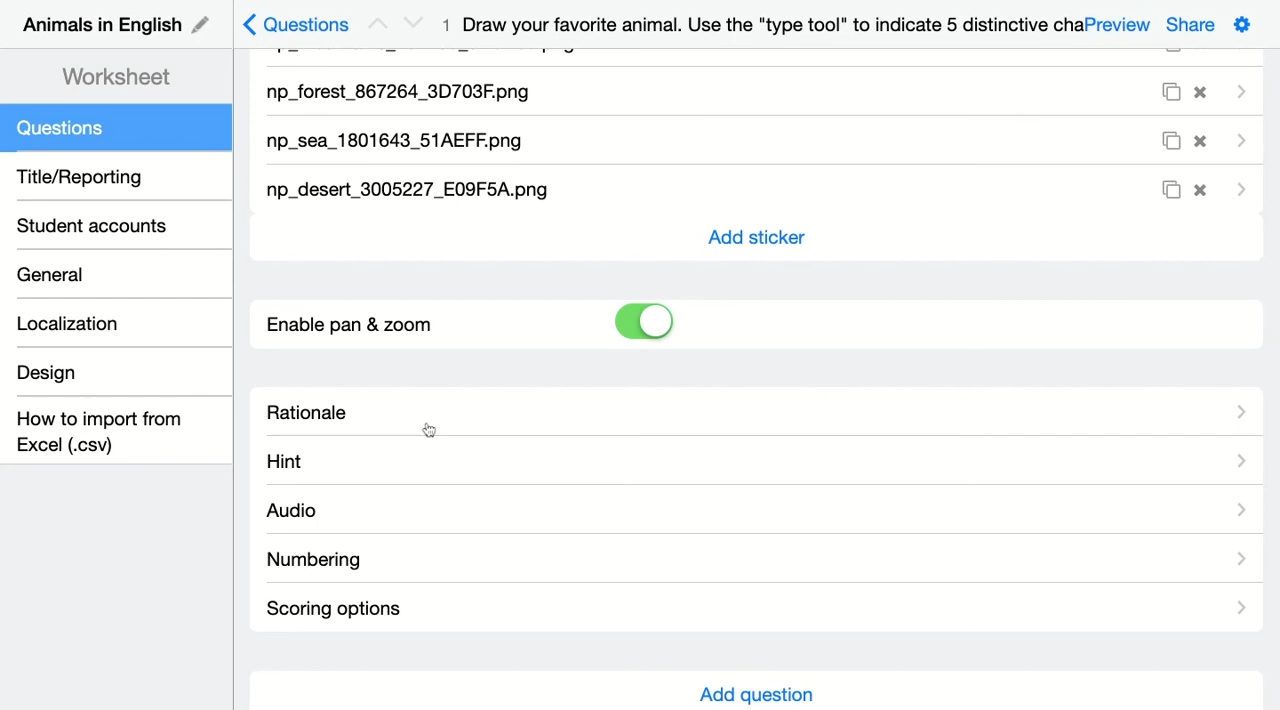 Animals in English
Questions
1 Draw your favorite animal. Use the "type tool" to indicate 5 distinctive cha
Preview
Share
Worksheet
Questions
Title/Reporting
Student accounts
General
Localization
Design
How to import from
Excel (.csv)
np_forest_867264_3D703F.png
np_sea_1801643_51AEFF.png
np_desert_3005227_E09F5A.png
Add sticker
Enable pan & zoom
Rationale
Hint
Audio
Numbering
Scoring options
Add question